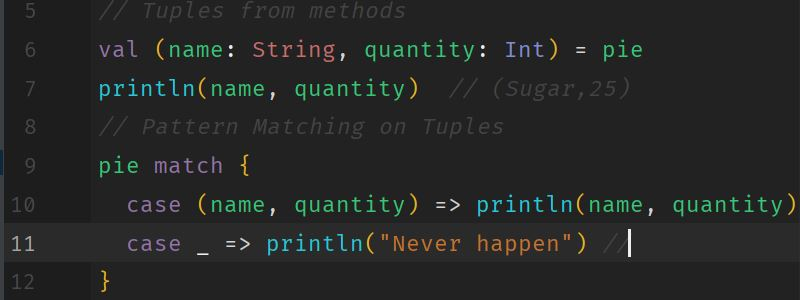 5 // Tuples from methods
6 val (name: String, quantity: Int) = pie
7 println(name, quantity)  // (Sugar,25)
8 // Pattern Matching on Tuples
9 pie match {
10   case (name, quantity) => println(name, quantity)
11   case _ => println("Never happen") //
12 }